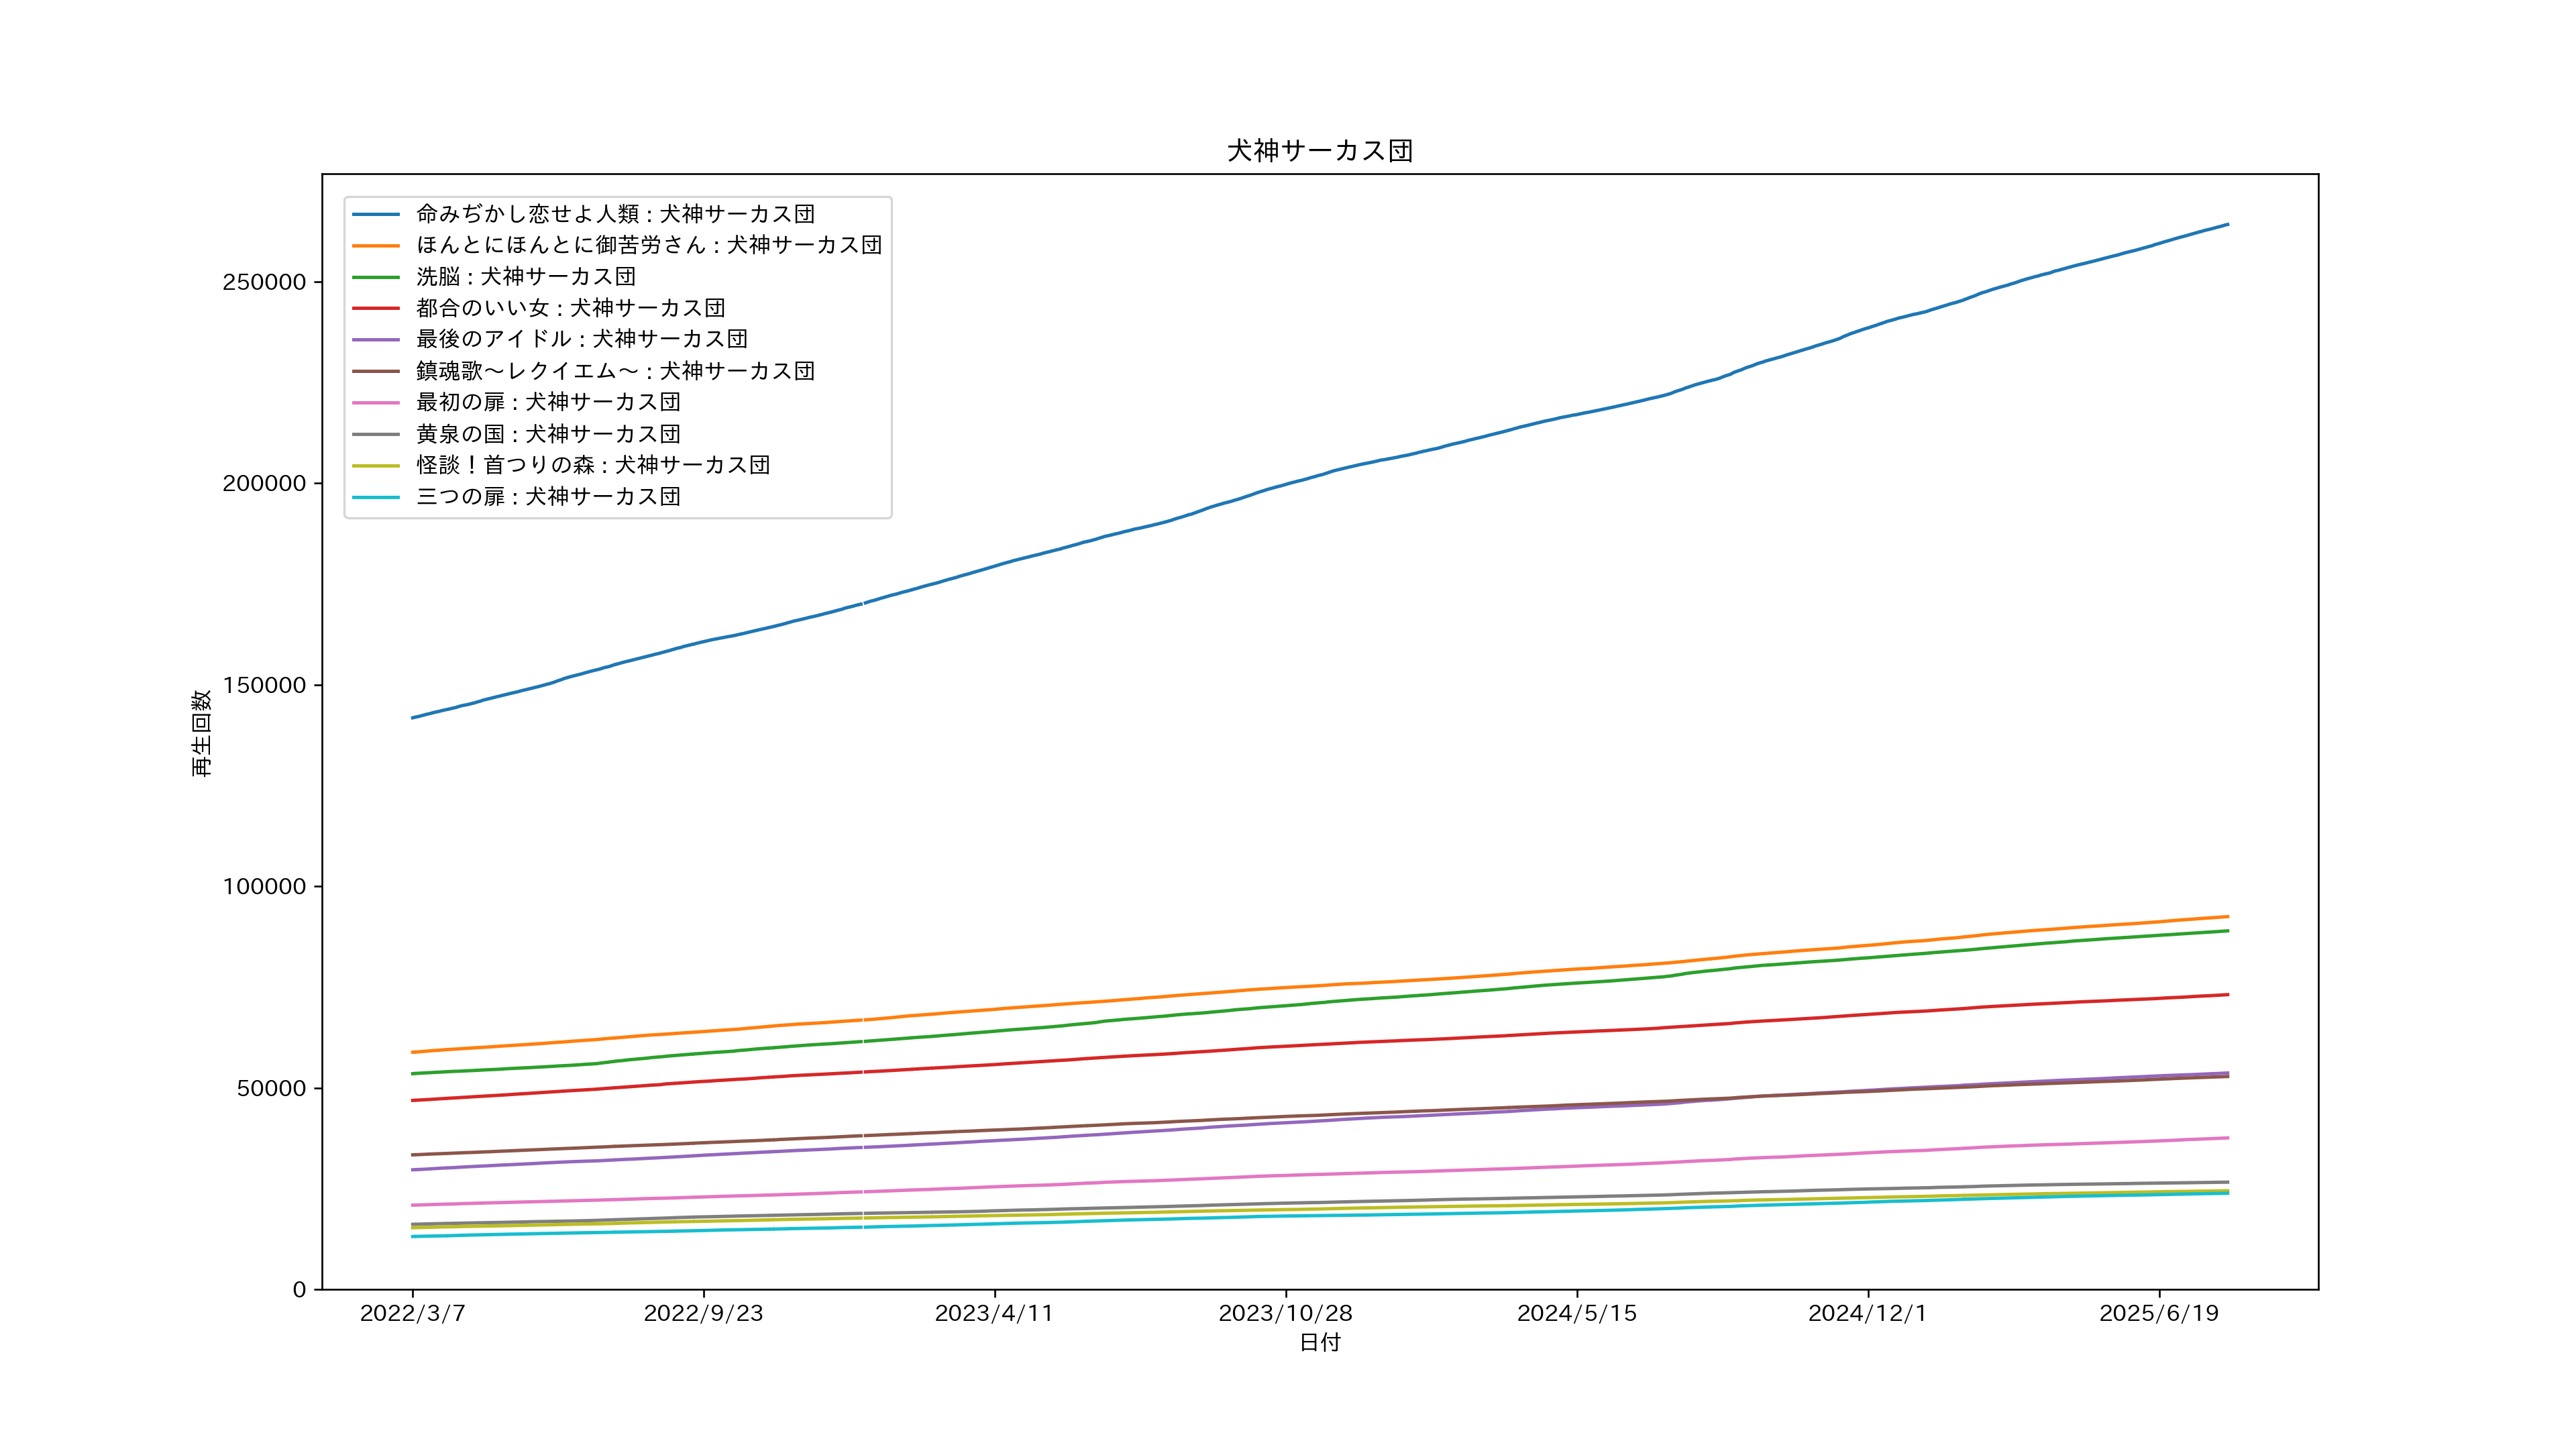 犬神サーカス団
命みぢかし恋せよ人類 : 犬神サーカス団
ほんとにほんとに御苦労さん : 犬神サーカス団
洗脳 : 犬神サーカス団
都合のいい女 : 犬神サーカス団
最後のアイドル : 犬神サーカス団
鎮魂歌〜レクイエム〜 : 犬神サーカス団
最初の扉 : 犬神サーカス団
黄泉の国 : 犬神サーカス団
怪談！首つりの森 : 犬神サーカス団
三つの扉 : 犬神サーカス団
250000
200000
150000
100000
50000
0
再生回数
2022/3/7 2022/9/23 2023/4/11 2023/10/28 2024/5/15 2024/12/1 2025/6/19
日付